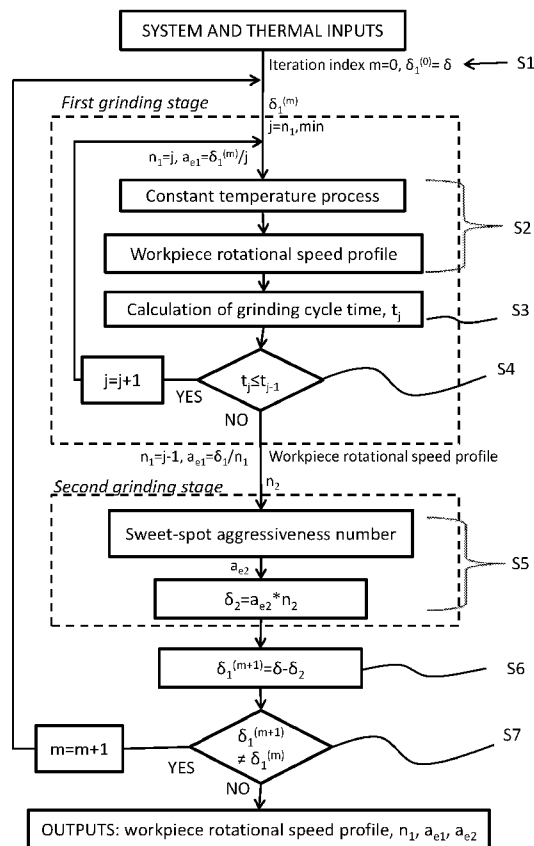 SYSTEM AND THERMAL INPUTS
Iteration index m=0, δ₁⁽⁰⁾= δ
S1
First grinding stage
δ₁⁽ᵐ⁾
j=n₁,min
n₁=j, aₑ₁=δ₁⁽ᵐ⁾/j
Constant temperature process
S2
Workpiece rotational speed profile
Calculation of grinding cycle time, tⱼ
S3
tⱼ≤tⱼ₋₁
S4
j=j+1
YES
NO
n₁=j-1, aₑ₁=δ₁/n₁
Workpiece rotational speed profile
Second grinding stage
n₂
Sweet-spot aggressiveness number
aₑ₂
S5
δ₂=aₑ₂*n₂
δ₁⁽ᵐ⁺¹⁾=δ-δ₂
S6
δ₁⁽ᵐ⁺¹⁾
≠ δ₁⁽ᵐ⁾
S7
m=m+1
YES
NO
OUTPUTS: workpiece rotational speed profile, n₁, aₑ₁, aₑ₂